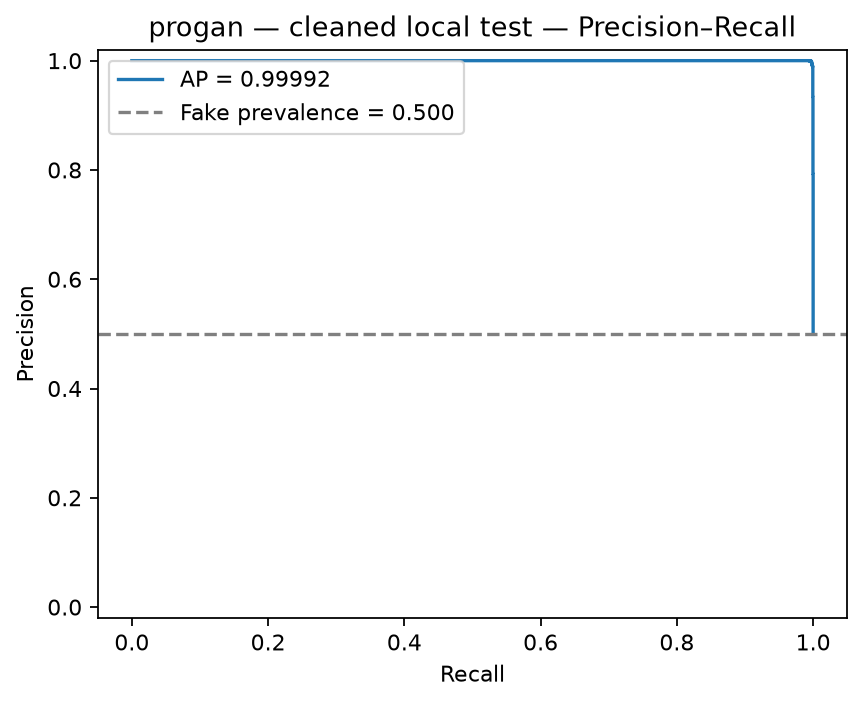 progan — cleaned local test — Precision–Recall
AP = 0.99992
Fake prevalence = 0.500
Precision
1.0
0.8
0.6
0.4
0.2
0.0
0.0 0.2 0.4 0.6 0.8 1.0
Recall